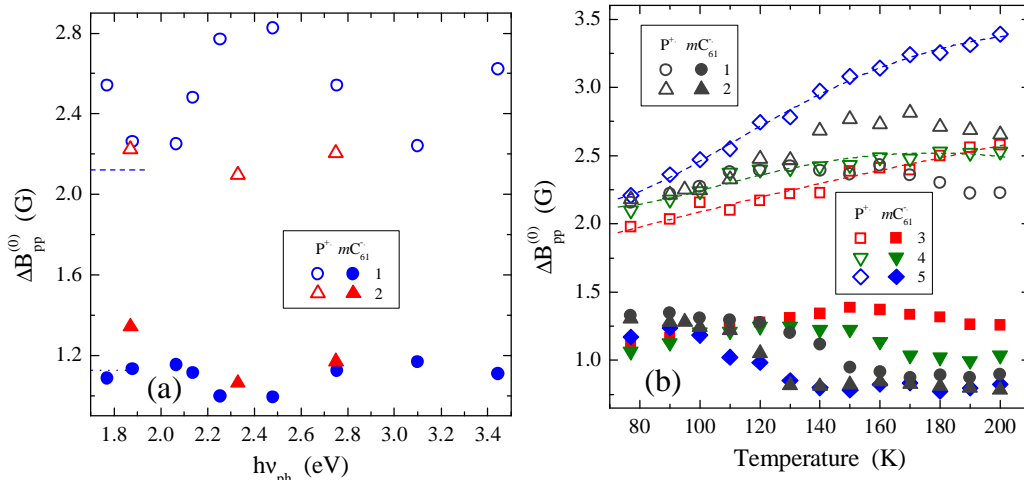 2.8
2.4
2.0
1.6
1.2
ΔB_pp^(0) (G)
P^+· mC_61^-·
1
2
(a)
1.8 2.0 2.2 2.4 2.6 2.8 3.0 3.2 3.4
hν_ph (eV)
3.5
3.0
2.5
2.0
1.5
1.0
ΔB_pp^(0) (G)
P^+· mC_61^-·
1
2
P^+· mC_61^-·
3
4
5
(b)
80 100 120 140 160 180 200
Temperature (K)